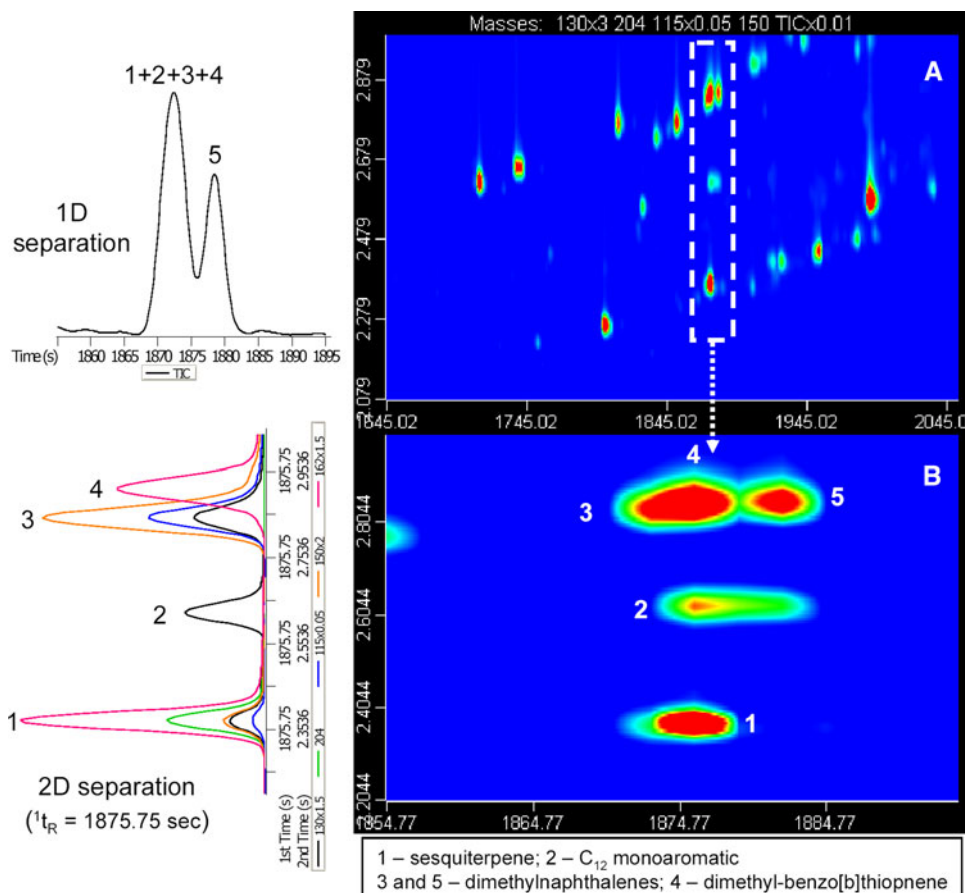 Masses: 130x3 204 115x0.05 150 TICx0.01
A
2.879
2.679
2.479
2.279
2.079
1645.02 1745.02 1845.02 1945.02 2045.0
1+2+3+4
5
1D
separation
Time(s) 1860 1865 1870 1875 1880 1885 1890 1895
TIC
B
4
3
5
2
1
2.8044
2.6044
2.4044
2.2044
1854.77 1864.77 1874.77 1884.77
4
3
2
1
1875.75 1875.75 1875.75 1875.75
2.9536 2.7536 2.5536 2.3536
1st Time (s)
2nd Time (s)
130x1.5 204 115x0.05 150x2 162x1.5
2D separation
(¹tR = 1875.75 sec)
1 – sesquiterpene; 2 – C12 monoaromatic
3 and 5 – dimethylnaphthalenes; 4 – dimethyl-benzo[b]thiopnene